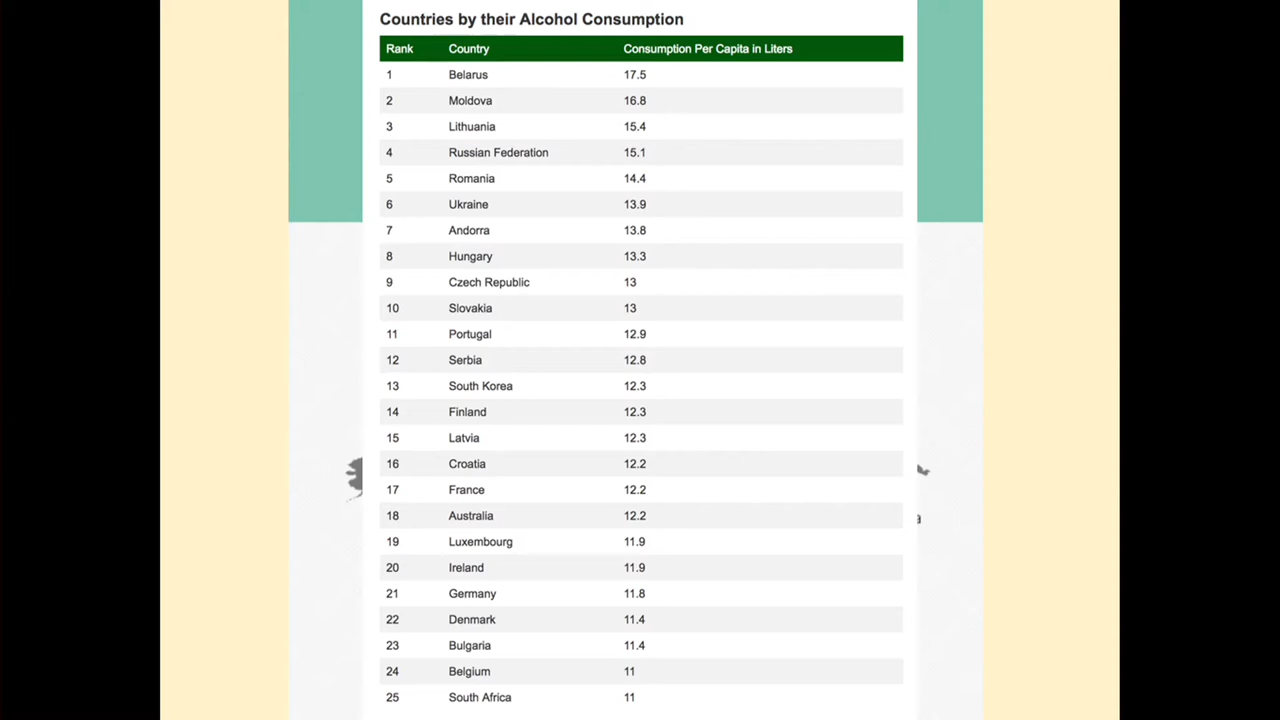 Countries by their Alcohol Consumption
Rank Country Consumption Per Capita in Liters
1 Belarus 17.5
2 Moldova 16.8
3 Lithuania 15.4
4 Russian Federation 15.1
5 Romania 14.4
6 Ukraine 13.9
7 Andorra 13.8
8 Hungary 13.3
9 Czech Republic 13
10 Slovakia 13
11 Portugal 12.9
12 Serbia 12.8
13 South Korea 12.3
14 Finland 12.3
15 Latvia 12.3
16 Croatia 12.2
17 France 12.2
18 Australia 12.2
19 Luxembourg 11.9
20 Ireland 11.9
21 Germany 11.8
22 Denmark 11.4
23 Bulgaria 11.4
24 Belgium 11
25 South Africa 11